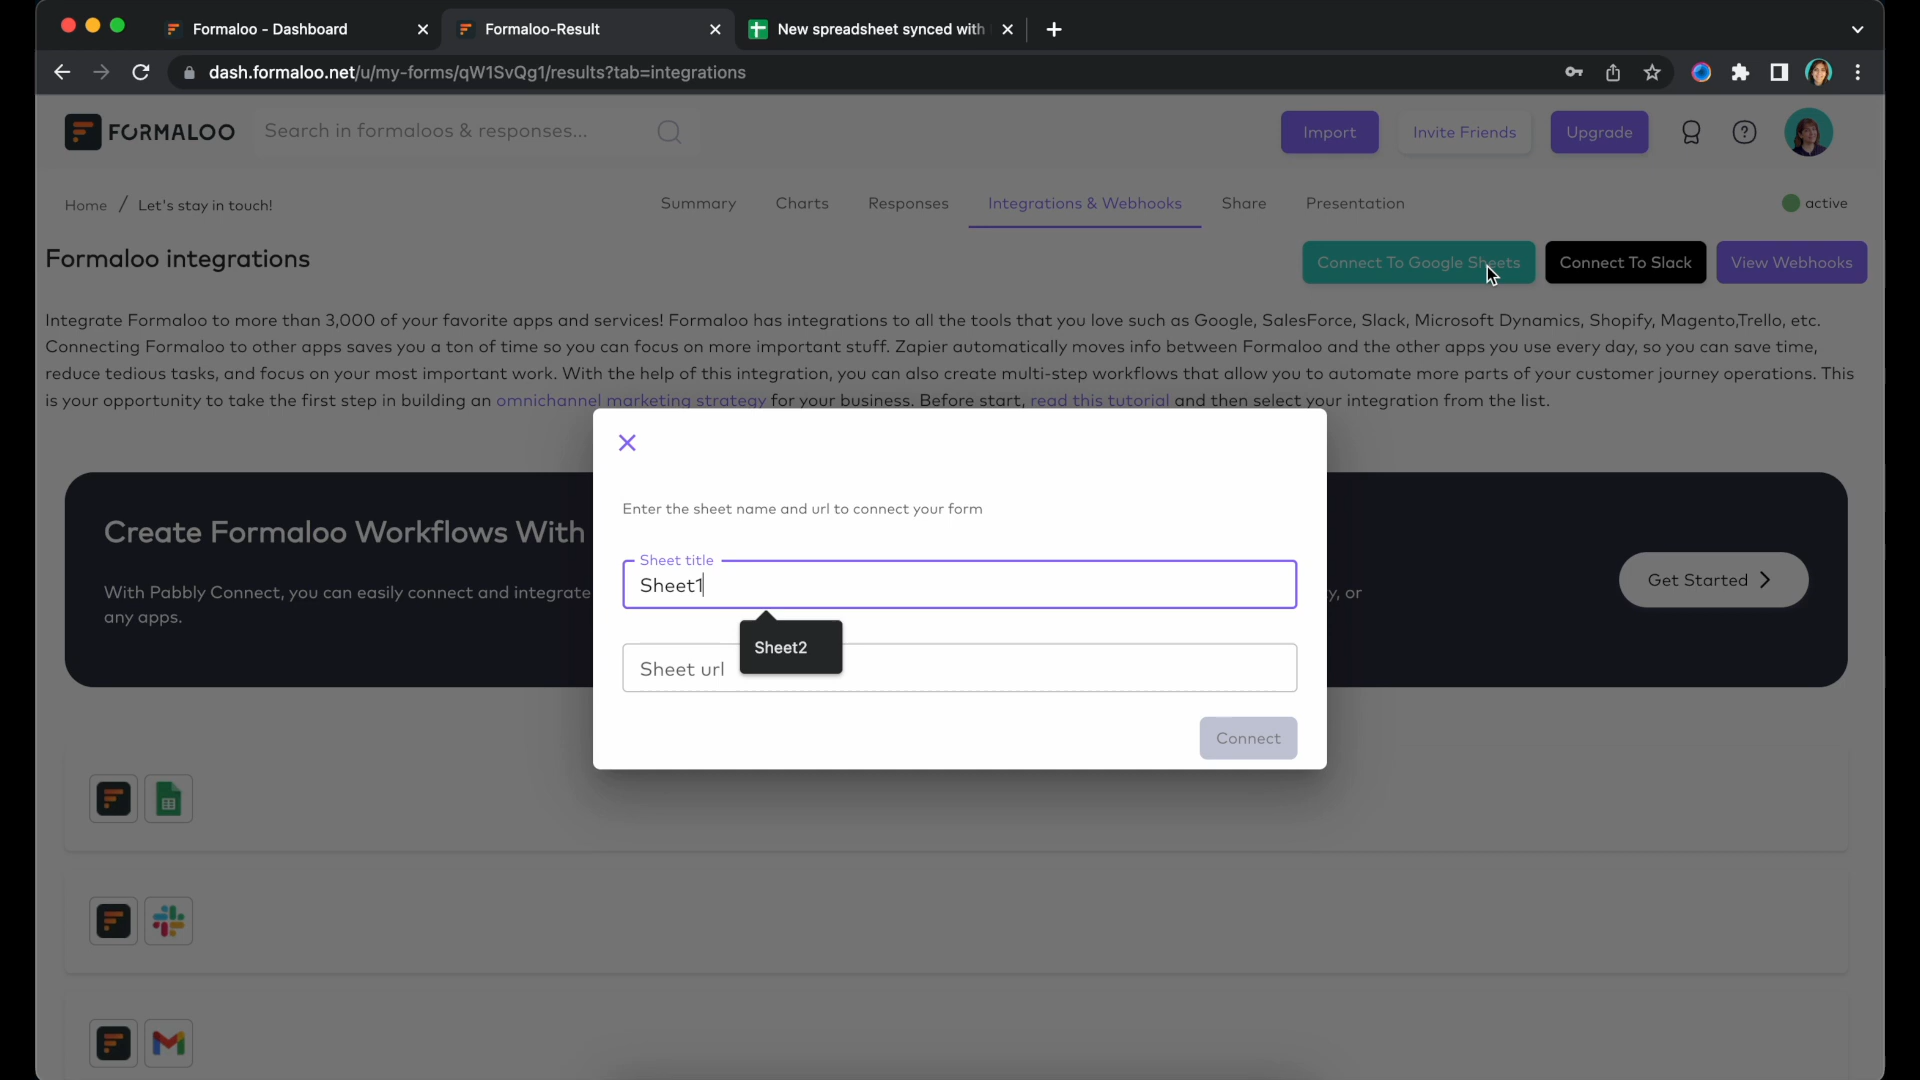 Formaloo - Dashboard
Formaloo-Result
New spreadsheet synced with
dash.formaloo.net/u/my-forms/qW1SvQg1/results?tab=integrations
FORMALOO
Search in formaloos & responses...
Import
Invite Friends
Upgrade
Home / Let's stay in touch!
Summary
Charts
Responses
Integrations & Webhooks
Share
Presentation
active
Formaloo integrations
Connect To Google Sheets
Connect To Slack
View Webhooks
Integrate Formaloo to more than 3,000 of your favorite apps and services! Formaloo has integrations to all the tools that you love such as Google, SalesForce, Slack, Microsoft Dynamics, Shopify, Magento,Trello, etc.
Connecting Formaloo to other apps saves you a ton of time so you can focus on more important stuff. Zapier automatically moves info between Formaloo and the other apps you use every day, so you can save time,
reduce tedious tasks, and focus on your most important work. With the help of this integration, you can also create multi-step workflows that allow you to automate more parts of your customer journey operations. This
is your opportunity to take the first step in building an omnichannel marketing strategy for your business. Before start, read this tutorial and then select your integration from the list.
Enter the sheet name and url to connect your form
Create Formaloo Workflows With
Sheet title
Sheet1
Get Started
With Pabbly Connect, you can easily connect and integrate
y, or
any apps.
Sheet2
Sheet url
Connect